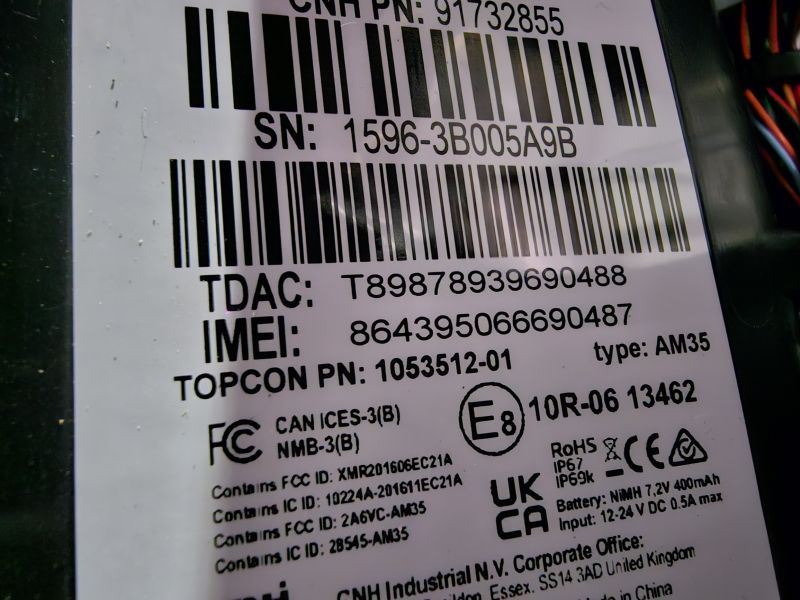 CNH PN: 91732855
SN: 1596-3B005A9B
TDAC: T89878939690488
IMEI: 864395066690487
TOPCON PN: 1053512-01 type: AM35
FC CAN ICES-3(B)
NMB-3(B)
E8 10R-06 13462
Contains FCC ID: XMR201606EC21A
Contains IC ID: 10224A-201611EC21A
Contains FCC ID: 2A6VC-AM35
Contains IC ID: 28545-AM35
UK
CA
RoHS
IP67
IP69k
CE
Battery: NiMH 7,2V 400mAh
Input: 12-24 V DC 0.5A max
CNH Industrial N.V. Corporate Office:
Essex. SS14 3AD United Kingdom
in China